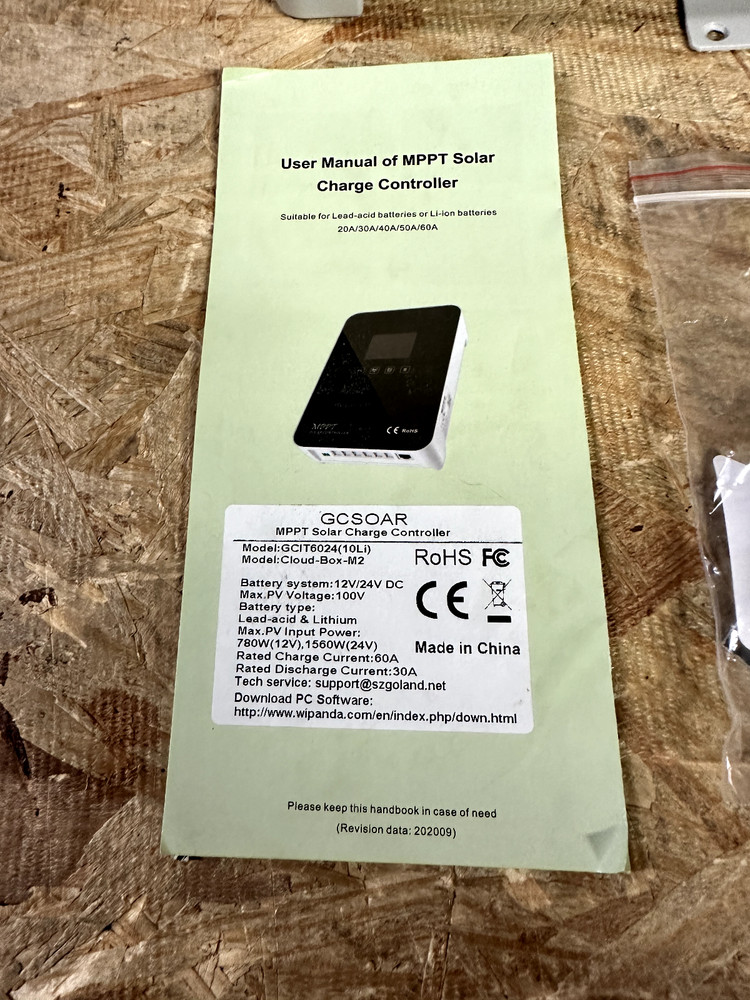 User Manual of MPPT Solar
Charge Controller
Suitable for Lead-acid batteries or Li-ion batteries
20A/30A/40A/50A/60A
MPPT
CE RoHS
GCSOAR
MPPT Solar Charge Controller
Model:GCIT6024(10Li)
Model:Cloud-Box-M2
RoHS FC
Battery system:12V/24V DC
Max.PV Voltage:100V
Battery type:
Lead-acid & Lithium
CE
Max.PV Input Power:
780W(12V),1560W(24V)
Made in China
Rated Charge Current:60A
Rated Discharge Current:30A
Tech service: support@szgoland.net
Download PC Software:
http://www.wipanda.com/en/index.php/down.html
Please keep this handbook in case of need
(Revision data: 202009)